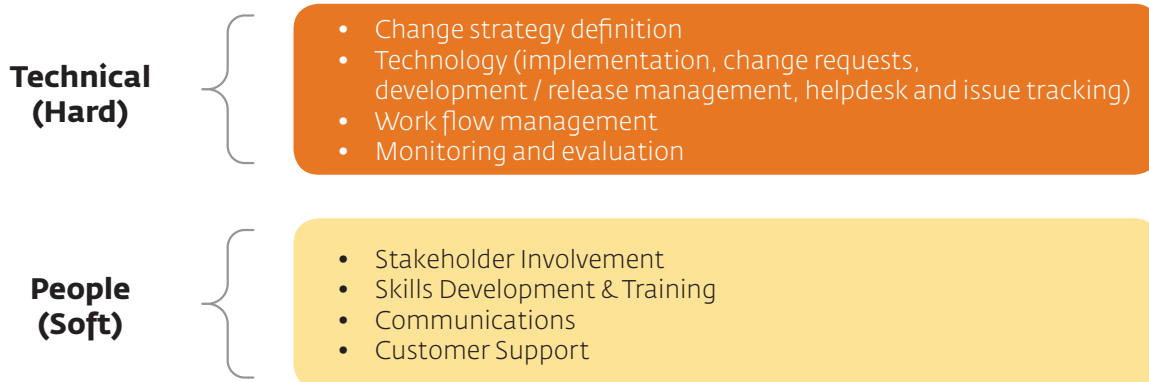 Technical
(Hard)
• Change strategy definition
• Technology (implementation, change requests,
development / release management, helpdesk and issue tracking)
• Work flow management
• Monitoring and evaluation
People
(Soft)
• Stakeholder Involvement
• Skills Development & Training
• Communications
• Customer Support